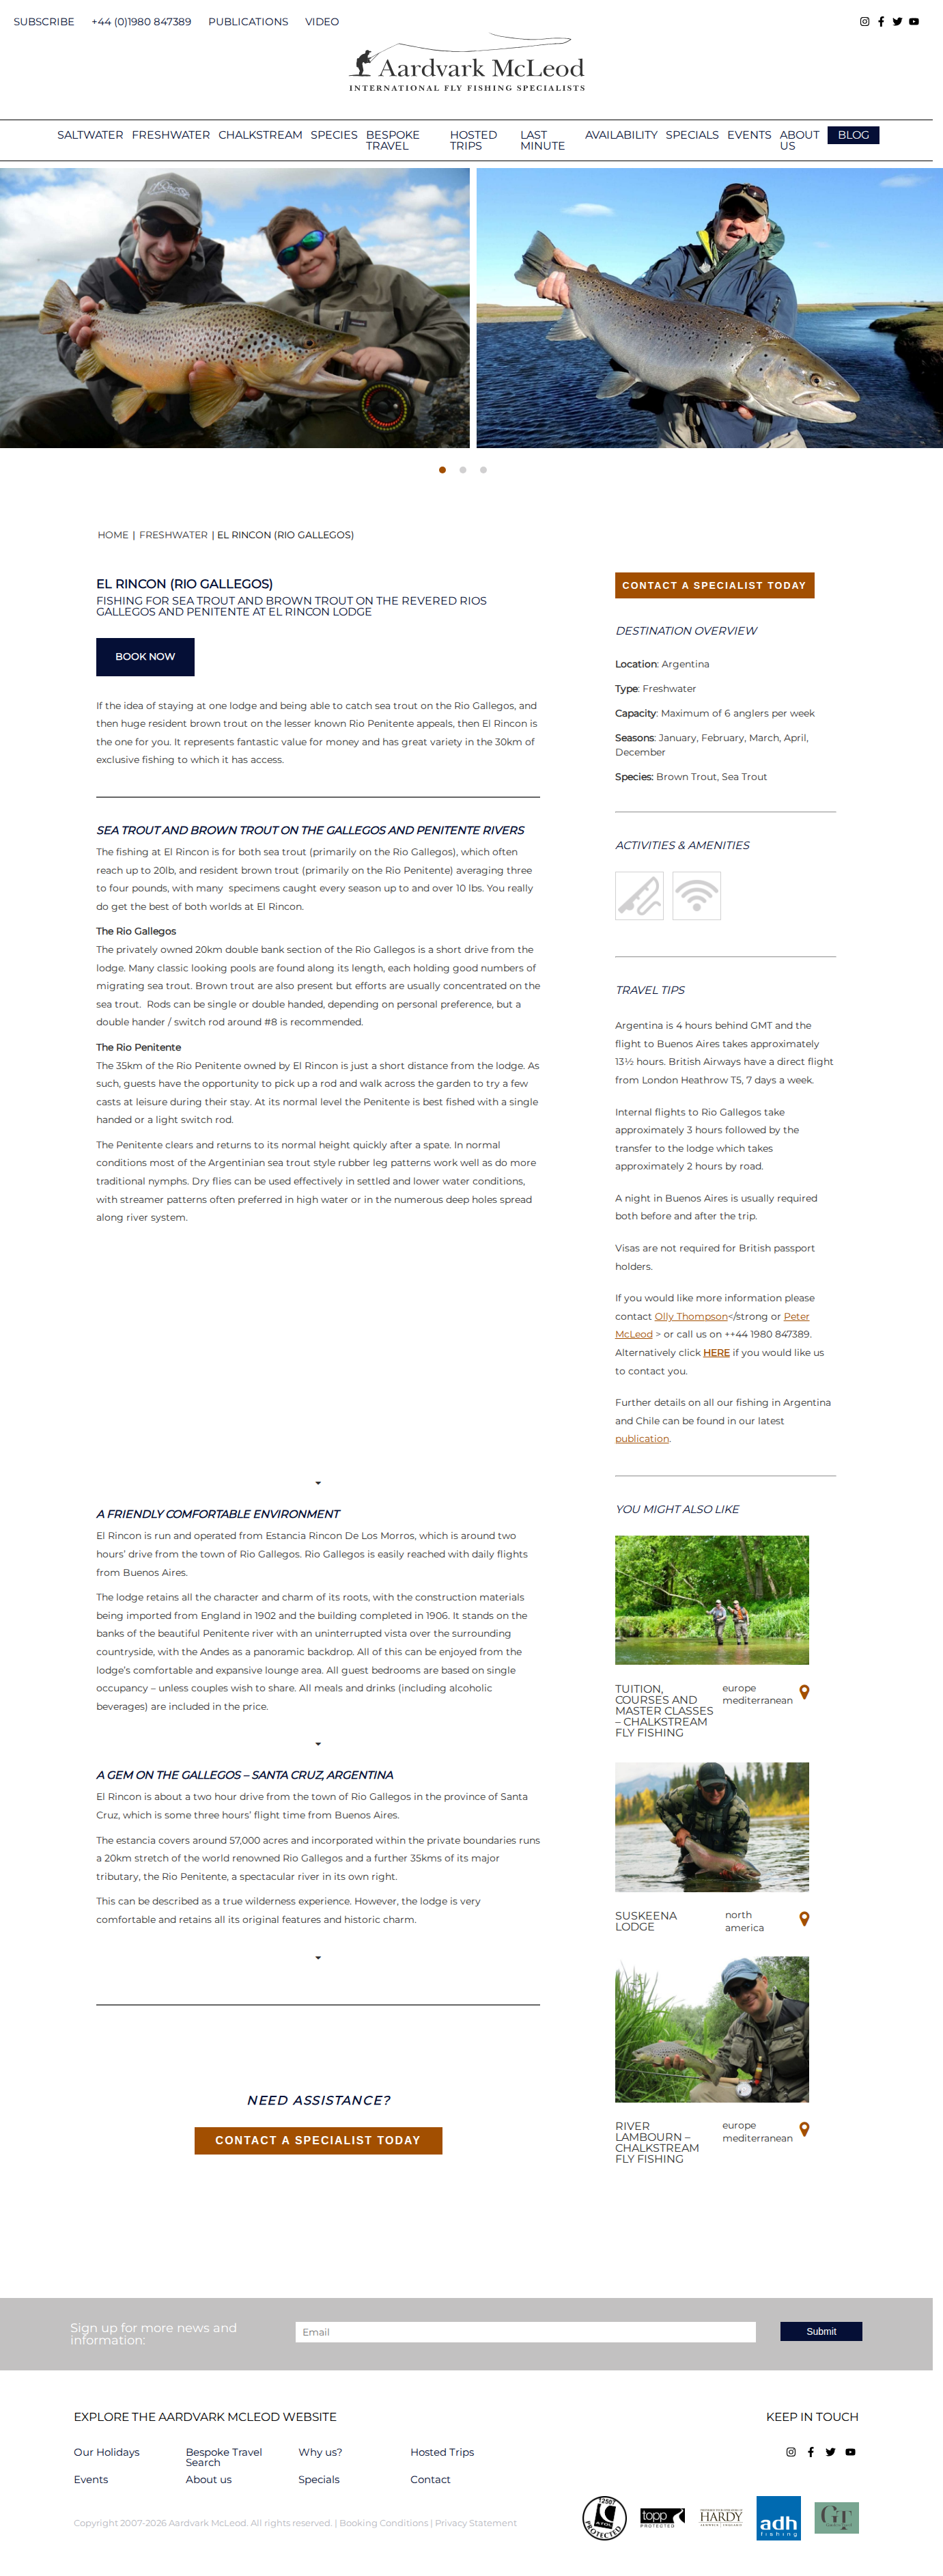 SUBSCRIBE +44 (0)1980 847389 PUBLICATIONS VIDEO
Aardvark McLeod
INTERNATIONAL FLY FISHING SPECIALISTS
SALTWATER FRESHWATER CHALKSTREAM SPECIES BESPOKE TRAVEL HOSTED TRIPS LAST MINUTE AVAILABILITY SPECIALS EVENTS ABOUT US BLOG
HOME | FRESHWATER | EL RINCON (RIO GALLEGOS)
EL RINCON (RIO GALLEGOS)
FISHING FOR SEA TROUT AND BROWN TROUT ON THE REVERED RIOS
GALLEGOS AND PENITENTE AT EL RINCON LODGE
BOOK NOW
If the idea of staying at one lodge and being able to catch sea trout on the Rio Gallegos, and
then huge resident brown trout on the lesser known Rio Penitente appeals, then El Rincon is
the one for you. It represents fantastic value for money and has great variety in the 30km of
exclusive fishing to which it has access.
SEA TROUT AND BROWN TROUT ON THE GALLEGOS AND PENITENTE RIVERS
The fishing at El Rincon is for both sea trout (primarily on the Rio Gallegos), which often
reach up to 20lb, and resident brown trout (primarily on the Rio Penitente) averaging three
to four pounds, with many specimens caught every season up to and over 10 lbs. You really
do get the best of both worlds at El Rincon.
The Rio Gallegos
The privately owned 20km double bank section of the Rio Gallegos is a short drive from the
lodge. Many classic looking pools are found along its length, each holding good numbers of
migrating sea trout. Brown trout are also present but efforts are usually concentrated on the
sea trout. Rods can be single or double handed, depending on personal preference, but a
double hander / switch rod around #8 is recommended.
The Rio Penitente
The 35km of the Rio Penitente owned by El Rincon is just a short distance from the lodge. As
such, guests have the opportunity to pick up a rod and walk across the garden to try a few
casts at leisure during their stay. At its normal level the Penitente is best fished with a single
handed or a light switch rod.
The Penitente clears and returns to its normal height quickly after a spate. In normal
conditions most of the Argentinian sea trout style rubber leg patterns work well as do more
traditional nymphs. Dry flies can be used effectively in settled and lower water conditions,
with streamer patterns often preferred in high water or in the numerous deep holes spread
along river system.
A FRIENDLY COMFORTABLE ENVIRONMENT
El Rincon is run and operated from Estancia Rincon De Los Morros, which is around two
hours' drive from the town of Rio Gallegos. Rio Gallegos is easily reached with daily flights
from Buenos Aires.
The lodge retains all the character and charm of its roots, with the construction materials
being imported from England in 1902 and the building completed in 1906. It stands on the
banks of the beautiful Penitente river with an uninterrupted vista over the surrounding
countryside, with the Andes as a panoramic backdrop. All of this can be enjoyed from the
lodge's comfortable and expansive lounge area. All guest bedrooms are based on single
occupancy – unless couples wish to share. All meals and drinks (including alcoholic
beverages) are included in the price.
A GEM ON THE GALLEGOS – SANTA CRUZ, ARGENTINA
El Rincon is about a two hour drive from the town of Rio Gallegos in the province of Santa
Cruz, which is some three hours' flight time from Buenos Aires.
The estancia covers around 57,000 acres and incorporated within the private boundaries runs
a 20km stretch of the world renowned Rio Gallegos and a further 35kms of its major
tributary, the Rio Penitente, a spectacular river in its own right.
This can be described as a true wilderness experience. However, the lodge is very
comfortable and retains all its original features and historic charm.
NEED ASSISTANCE?
CONTACT A SPECIALIST TODAY
CONTACT A SPECIALIST TODAY
DESTINATION OVERVIEW
Location: Argentina
Type: Freshwater
Capacity: Maximum of 6 anglers per week
Seasons: January, February, March, April,
December
Species: Brown Trout, Sea Trout
ACTIVITIES & AMENITIES
TRAVEL TIPS
Argentina is 4 hours behind GMT and the
flight to Buenos Aires takes approximately
13½ hours. British Airways have a direct flight
from London Heathrow T5, 7 days a week.
Internal flights to Rio Gallegos take
approximately 3 hours followed by the
transfer to the lodge which takes
approximately 2 hours by road.
A night in Buenos Aires is usually required
both before and after the trip.
Visas are not required for British passport
holders.
If you would like more information please
contact Olly Thompson</strong or Peter
McLeod > or call us on ++44 1980 847389.
Alternatively click HERE if you would like us
to contact you.
Further details on all our fishing in Argentina
and Chile can be found in our latest
publication.
YOU MIGHT ALSO LIKE
TUITION,
COURSES AND
MASTER CLASSES
– CHALKSTREAM
FLY FISHING
europe
mediterranean
SUSKEENA
LODGE
north
america
RIVER
LAMBOURN –
CHALKSTREAM
FLY FISHING
europe
mediterranean
Sign up for more news and
information:
Email
Submit
EXPLORE THE AARDVARK MCLEOD WEBSITE
KEEP IN TOUCH
Our Holidays Bespoke Travel Search Why us? Hosted Trips
Events About us Specials Contact
Copyright 2007-2026 Aardvark McLeod. All rights reserved. | Booking Conditions | Privacy Statement
PROTECTED
topp
PROTECTED
HARDY
adh
fishing
GT